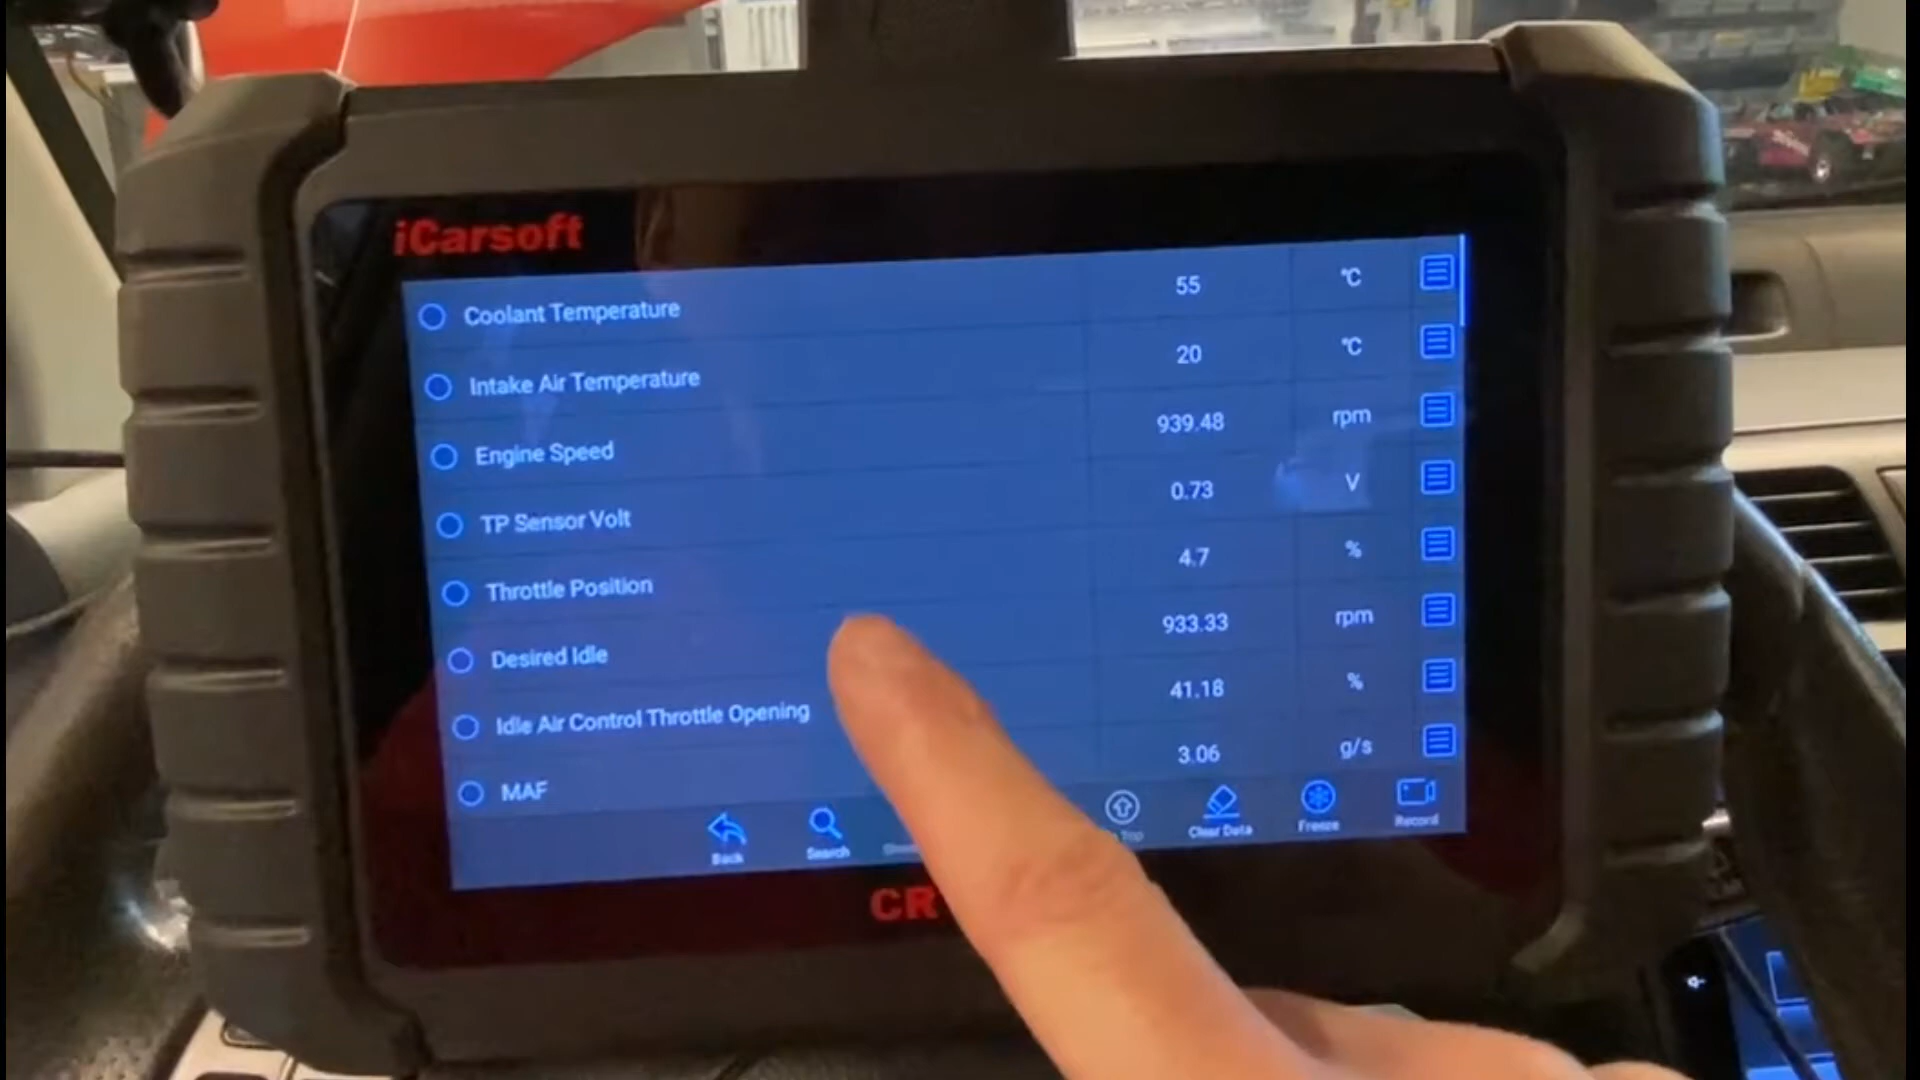 iCarsoft
Coolant Temperature 55 °C
Intake Air Temperature 20 °C
Engine Speed 939.48 rpm
TP Sensor Volt 0.73 V
Throttle Position 4.7 %
Desired Idle 933.33 rpm
Idle Air Control Throttle Opening 41.18 %
MAF 3.06 g/s
Back Search Top Clear Data Freeze Record
CR